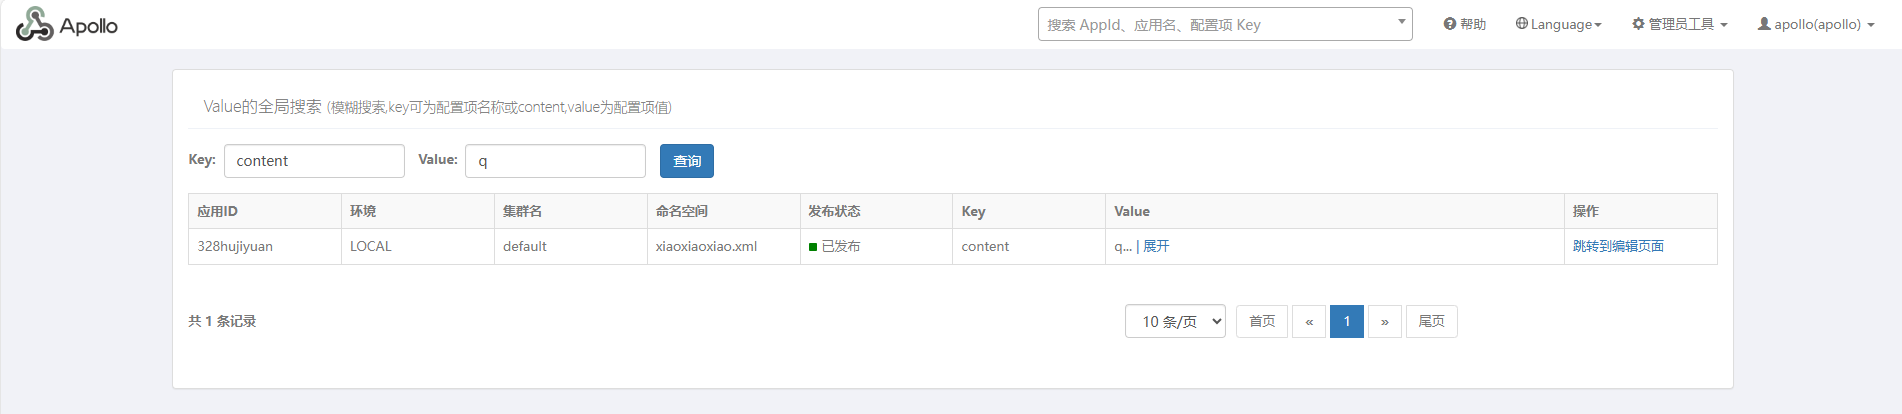 Apollo
搜索 AppId、应用名、配置项 Key
帮助
Language
管理员工具
apollo(apollo)
Value的全局搜索 (模糊搜索,key可为配置项名称或content,value为配置项值)
Key: content Value: q 查询
应用ID 环境 集群名 命名空间 发布状态 Key Value 操作
328hujiyuan LOCAL default xiaoxiaoxiao.xml 已发布 content q... | 展开 跳转到编辑页面
共 1 条记录 10 条/页 首页 « 1 » 尾页